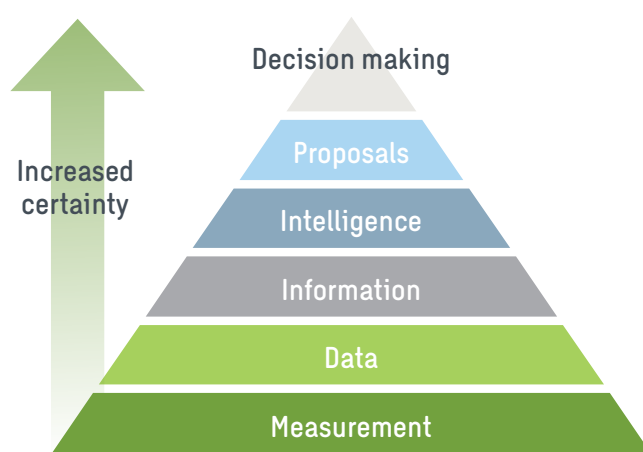 Decision making
Proposals
Increased
certainty
Intelligence
Information
Data
Measurement